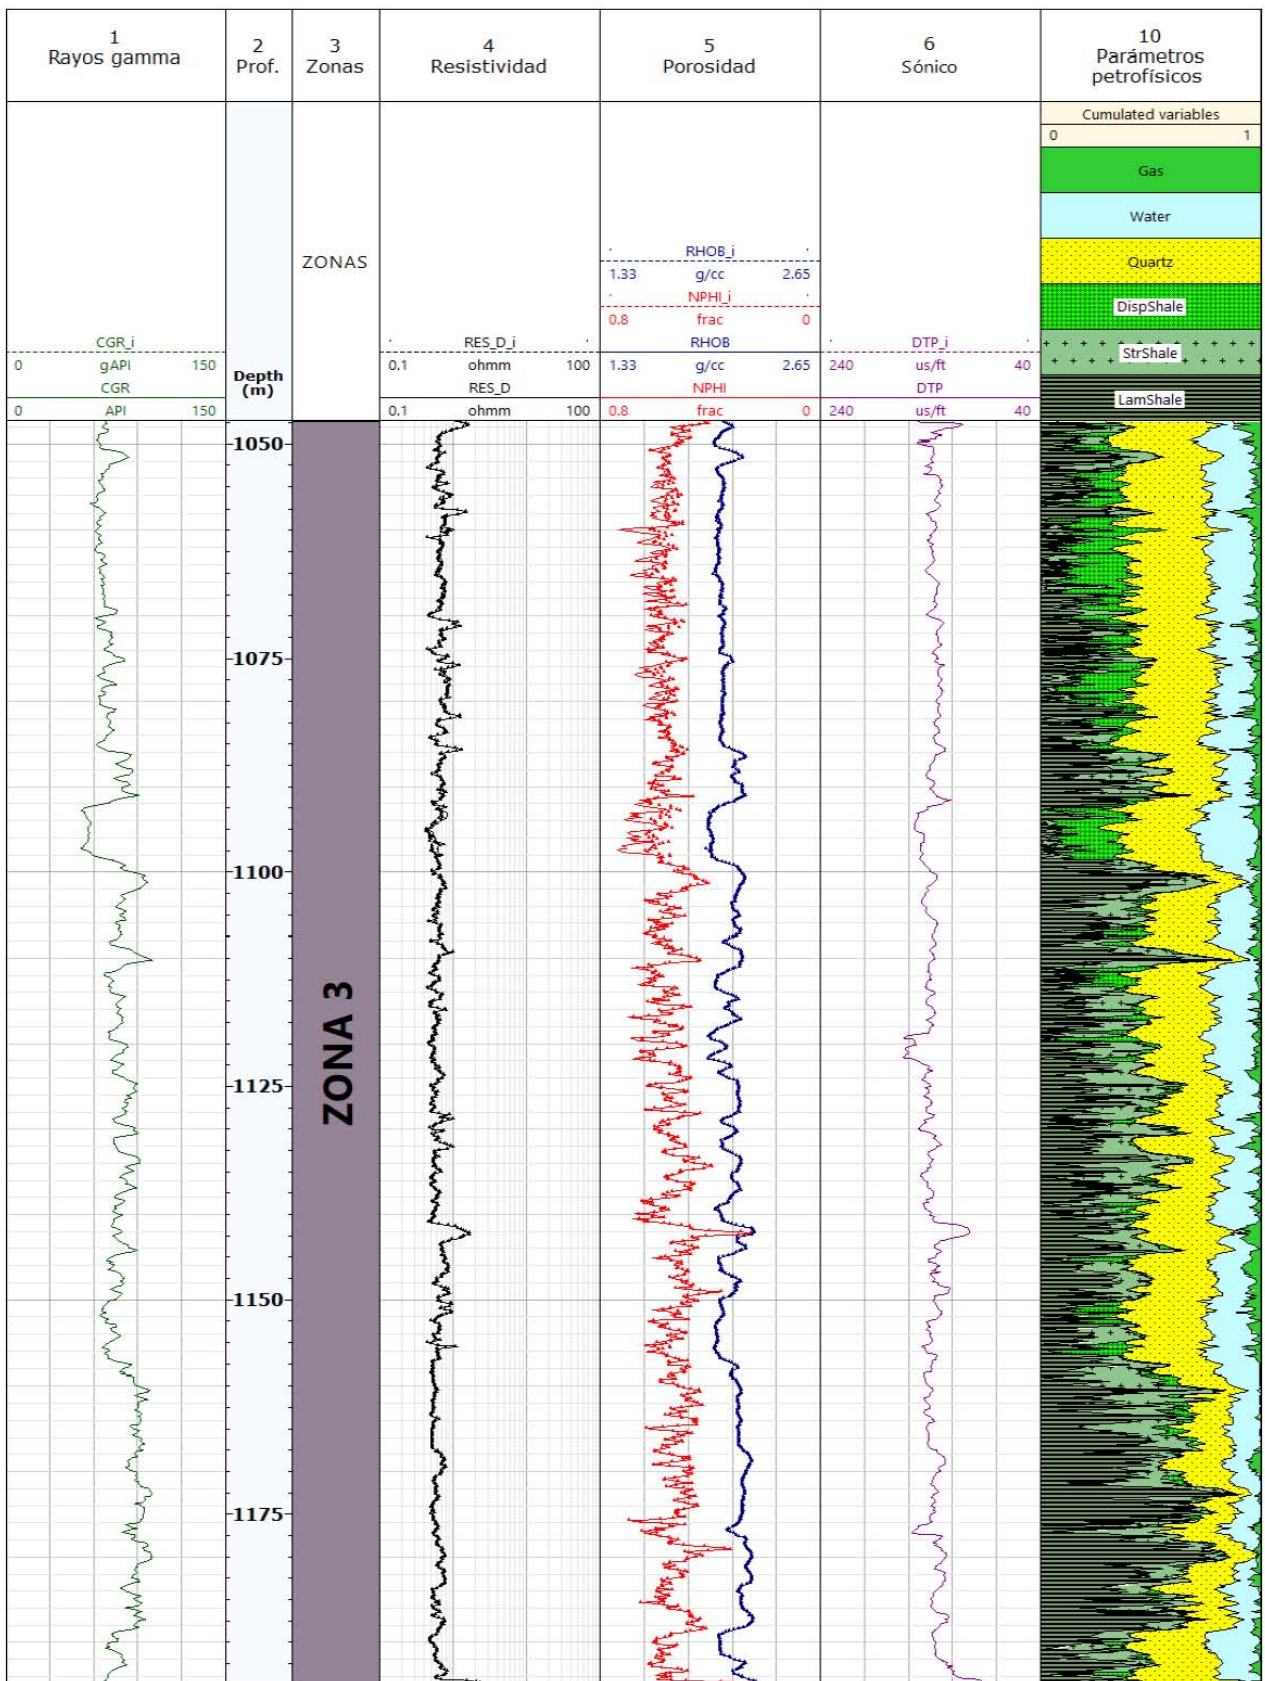 1
Rayos gamma
2
Prof.
3
Zonas
4
Resistividad
5
Porosidad
6
Sónico
10
Parámetros
petrofísicos
Cumulated variables
0 1
Gas
Water
Quartz
DispShale
StrShale
LamShale
CGR_i
0 gAPI 150
CGR
0 API 150
Depth
(m)
ZONAS
RES_D_i
0.1 ohmm 100
RES_D
0.1 ohmm 100
RHOB_i
1.33 g/cc 2.65
NPHI_i
0.8 frac 0
RHOB
1.33 g/cc 2.65
NPHI
0.8 frac 0
DTP_i
240 us/ft 40
DTP
240 us/ft 40
1050
1075
1100
1125
1150
1175
ZONA 3